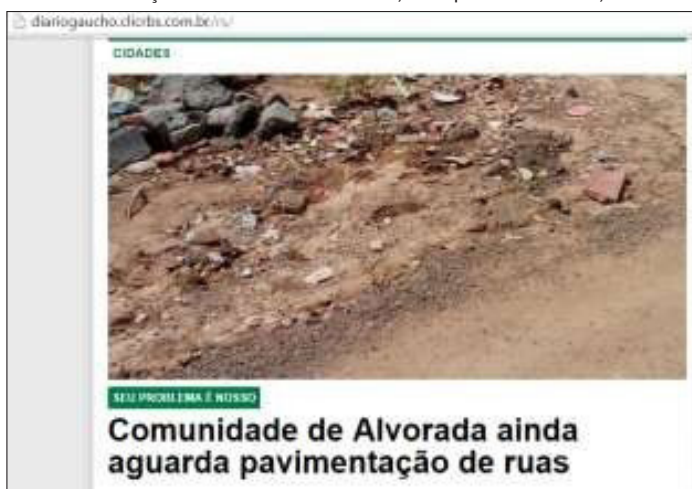 diariogaucho.clicrbs.com.br/rs/
CIDADES
SEU PROBLEMA É NOSSO
Comunidade de Alvorada ainda
aguarda pavimentação de ruas